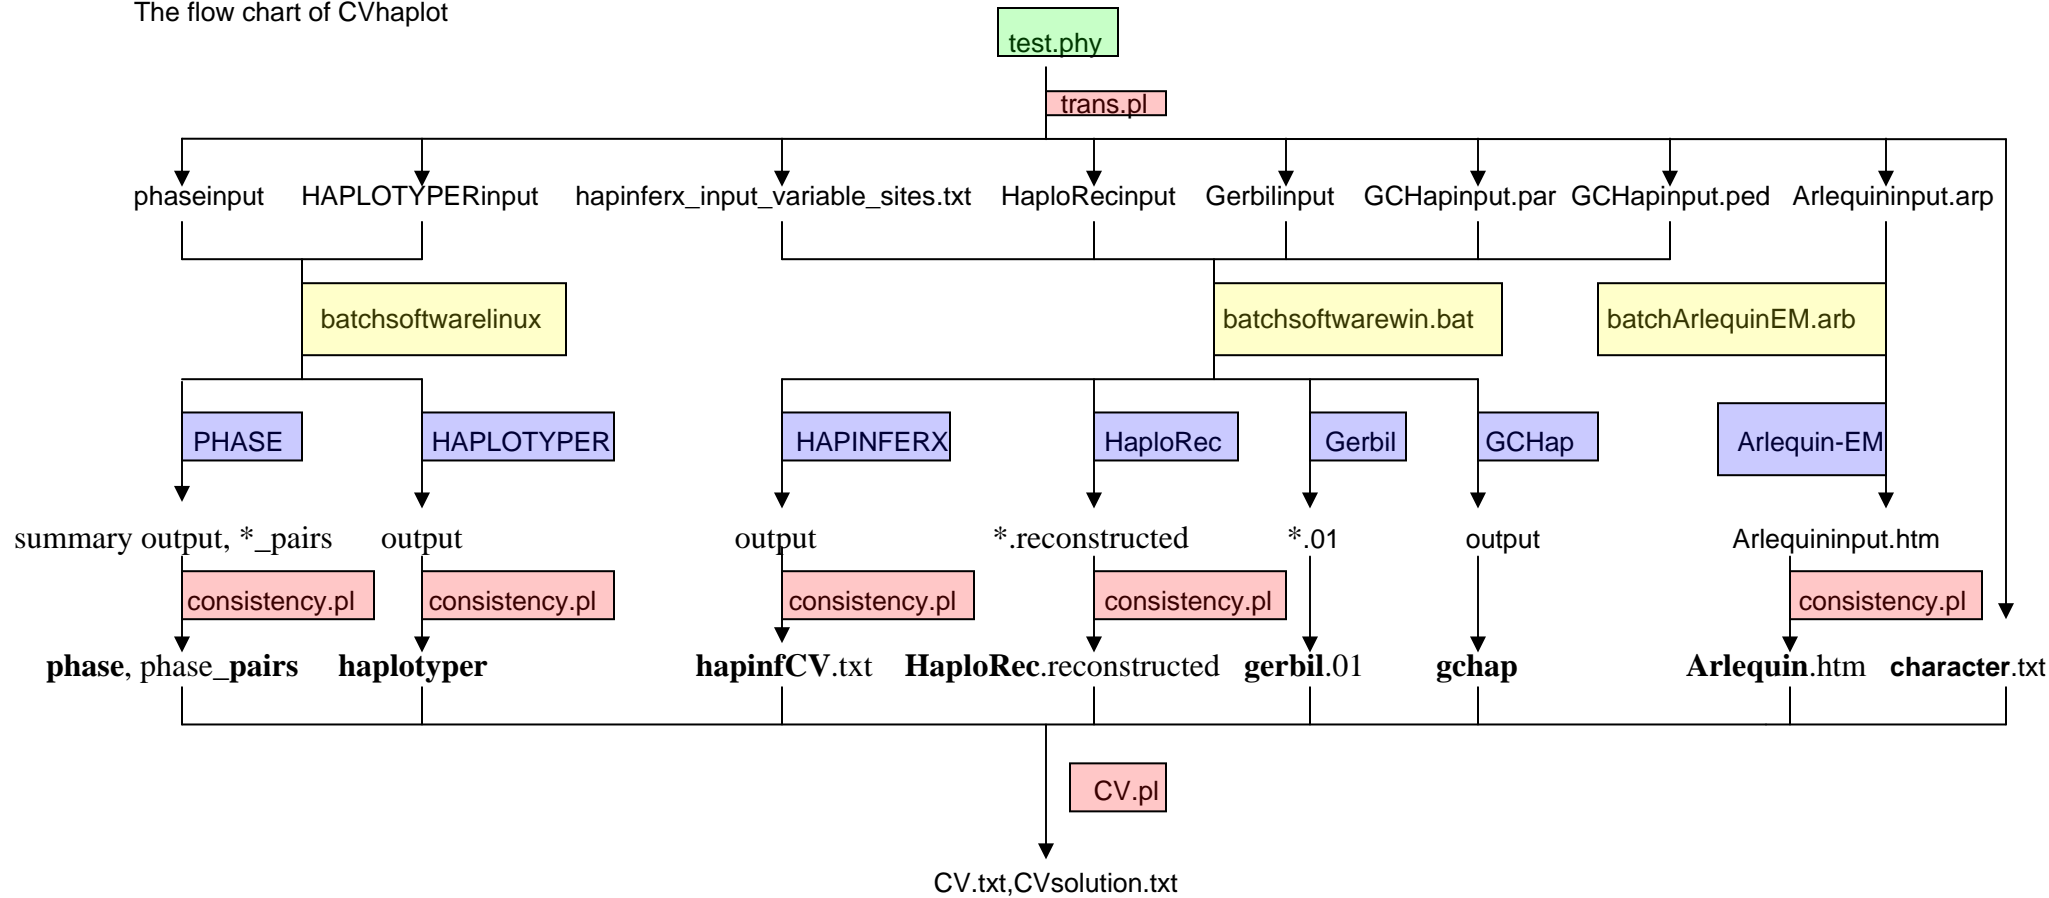 The flow chart of CVhaplot
test.phy
trans.pl
phaseinput HAPLOTYPERinput hapinferx_input_variable_sites.txt HaploRecinput Gerbilinput GCHapinput.par GCHapinput.ped Arlequininput.arp
batchsoftwarelinux batchsoftwarewin.bat batchArlequinEM.arb
PHASE HAPLOTYPER HAPINFERX HaploRec Gerbil GCHap Arlequin-EM
summary output, *_pairs output output *.reconstructed *.01 output Arlequininput.htm
consistency.pl consistency.pl consistency.pl consistency.pl consistency.pl
phase, phase_pairs haplotyper hapinfCV.txt HaploRec.reconstructed gerbil.01 gchap Arlequin.htm character.txt
CV.pl
CV.txt,CVsolution.txt